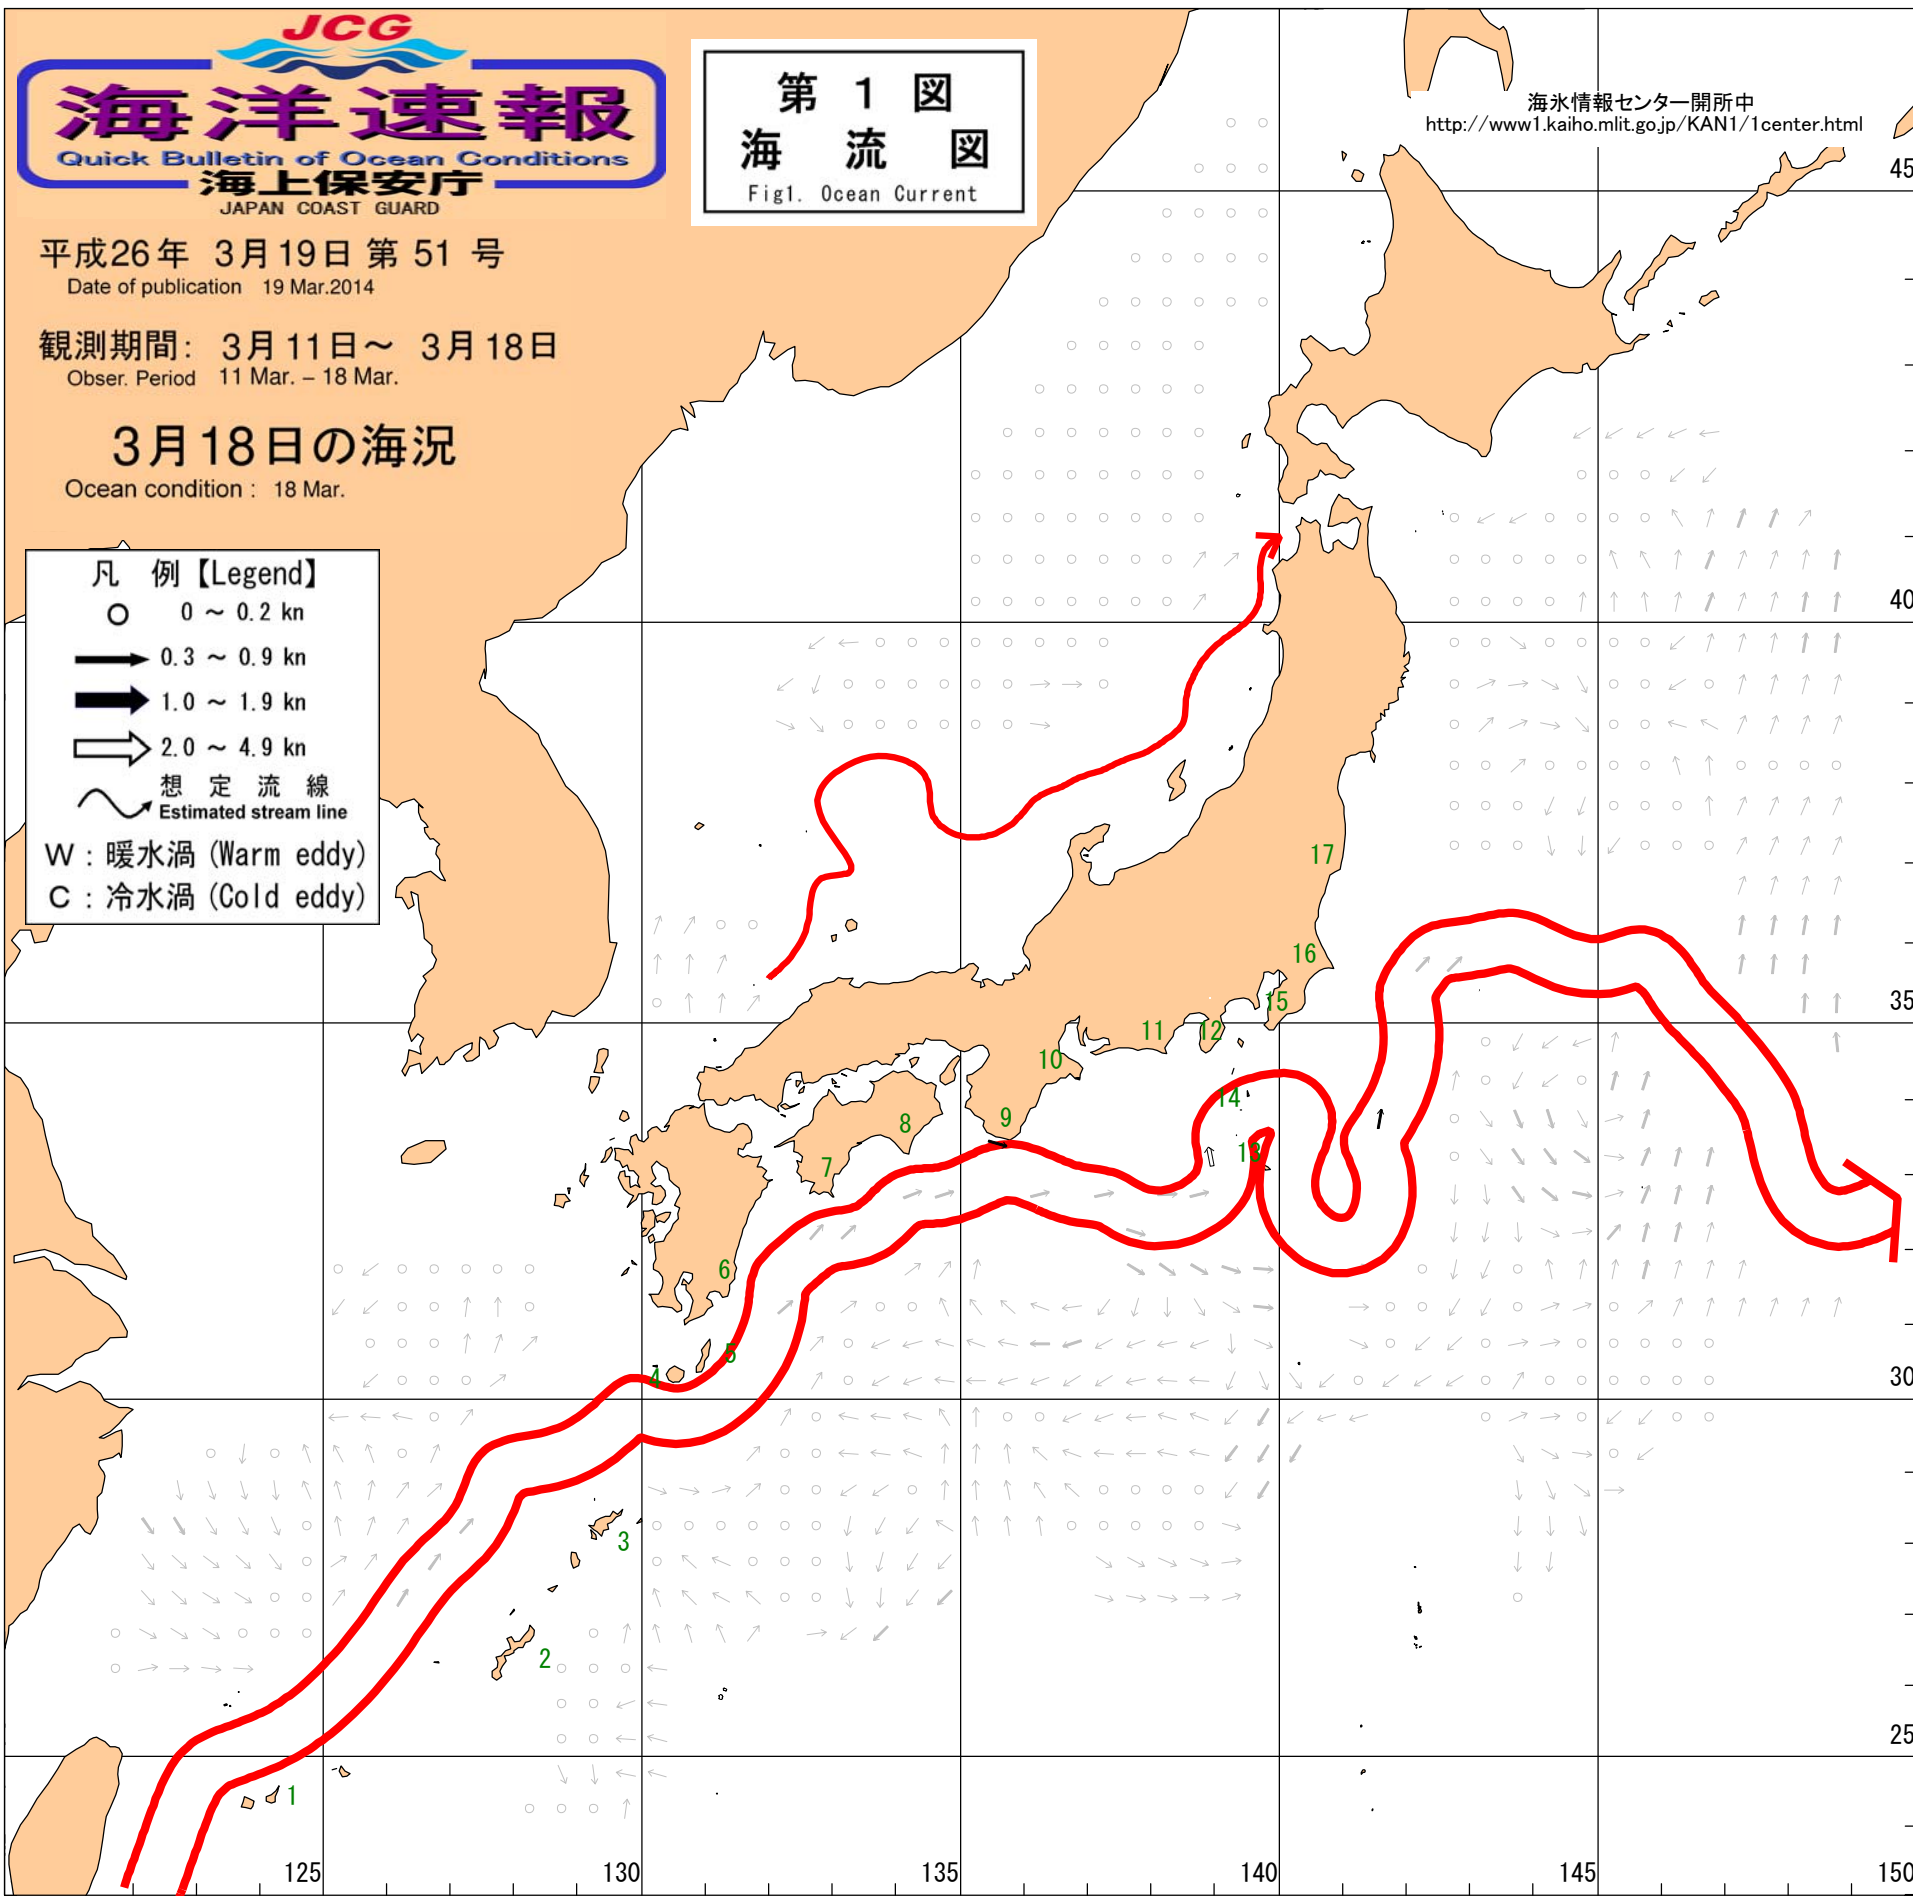 JCG
海洋速報
Quick Bulletin of Ocean Conditions
海上保安庁
JAPAN COAST GUARD
平成26年 3月19日 第 51 号
Date of publication 19 Mar.2014
観測期間: 3月11日～ 3月18日
Obser. Period 11 Mar. – 18 Mar.
3月18日の海況
Ocean condition : 18 Mar.
第 1 図
海 流 図
Fig1. Ocean Current
海氷情報センター開所中
http://www1.kaiho.mlit.go.jp/KAN1/1center.html
凡 例【Legend】
0 ～ 0.2 kn
0.3 ～ 0.9 kn
1.0 ～ 1.9 kn
2.0 ～ 4.9 kn
想 定 流 線
Estimated stream line
W : 暖水渦 (Warm eddy)
C : 冷水渦 (Cold eddy)
45
40
17
16
15
35
11
12
10
14
9
8
13
7
6
5
4
30
3
2
25
1
125
130
135
140
145
150